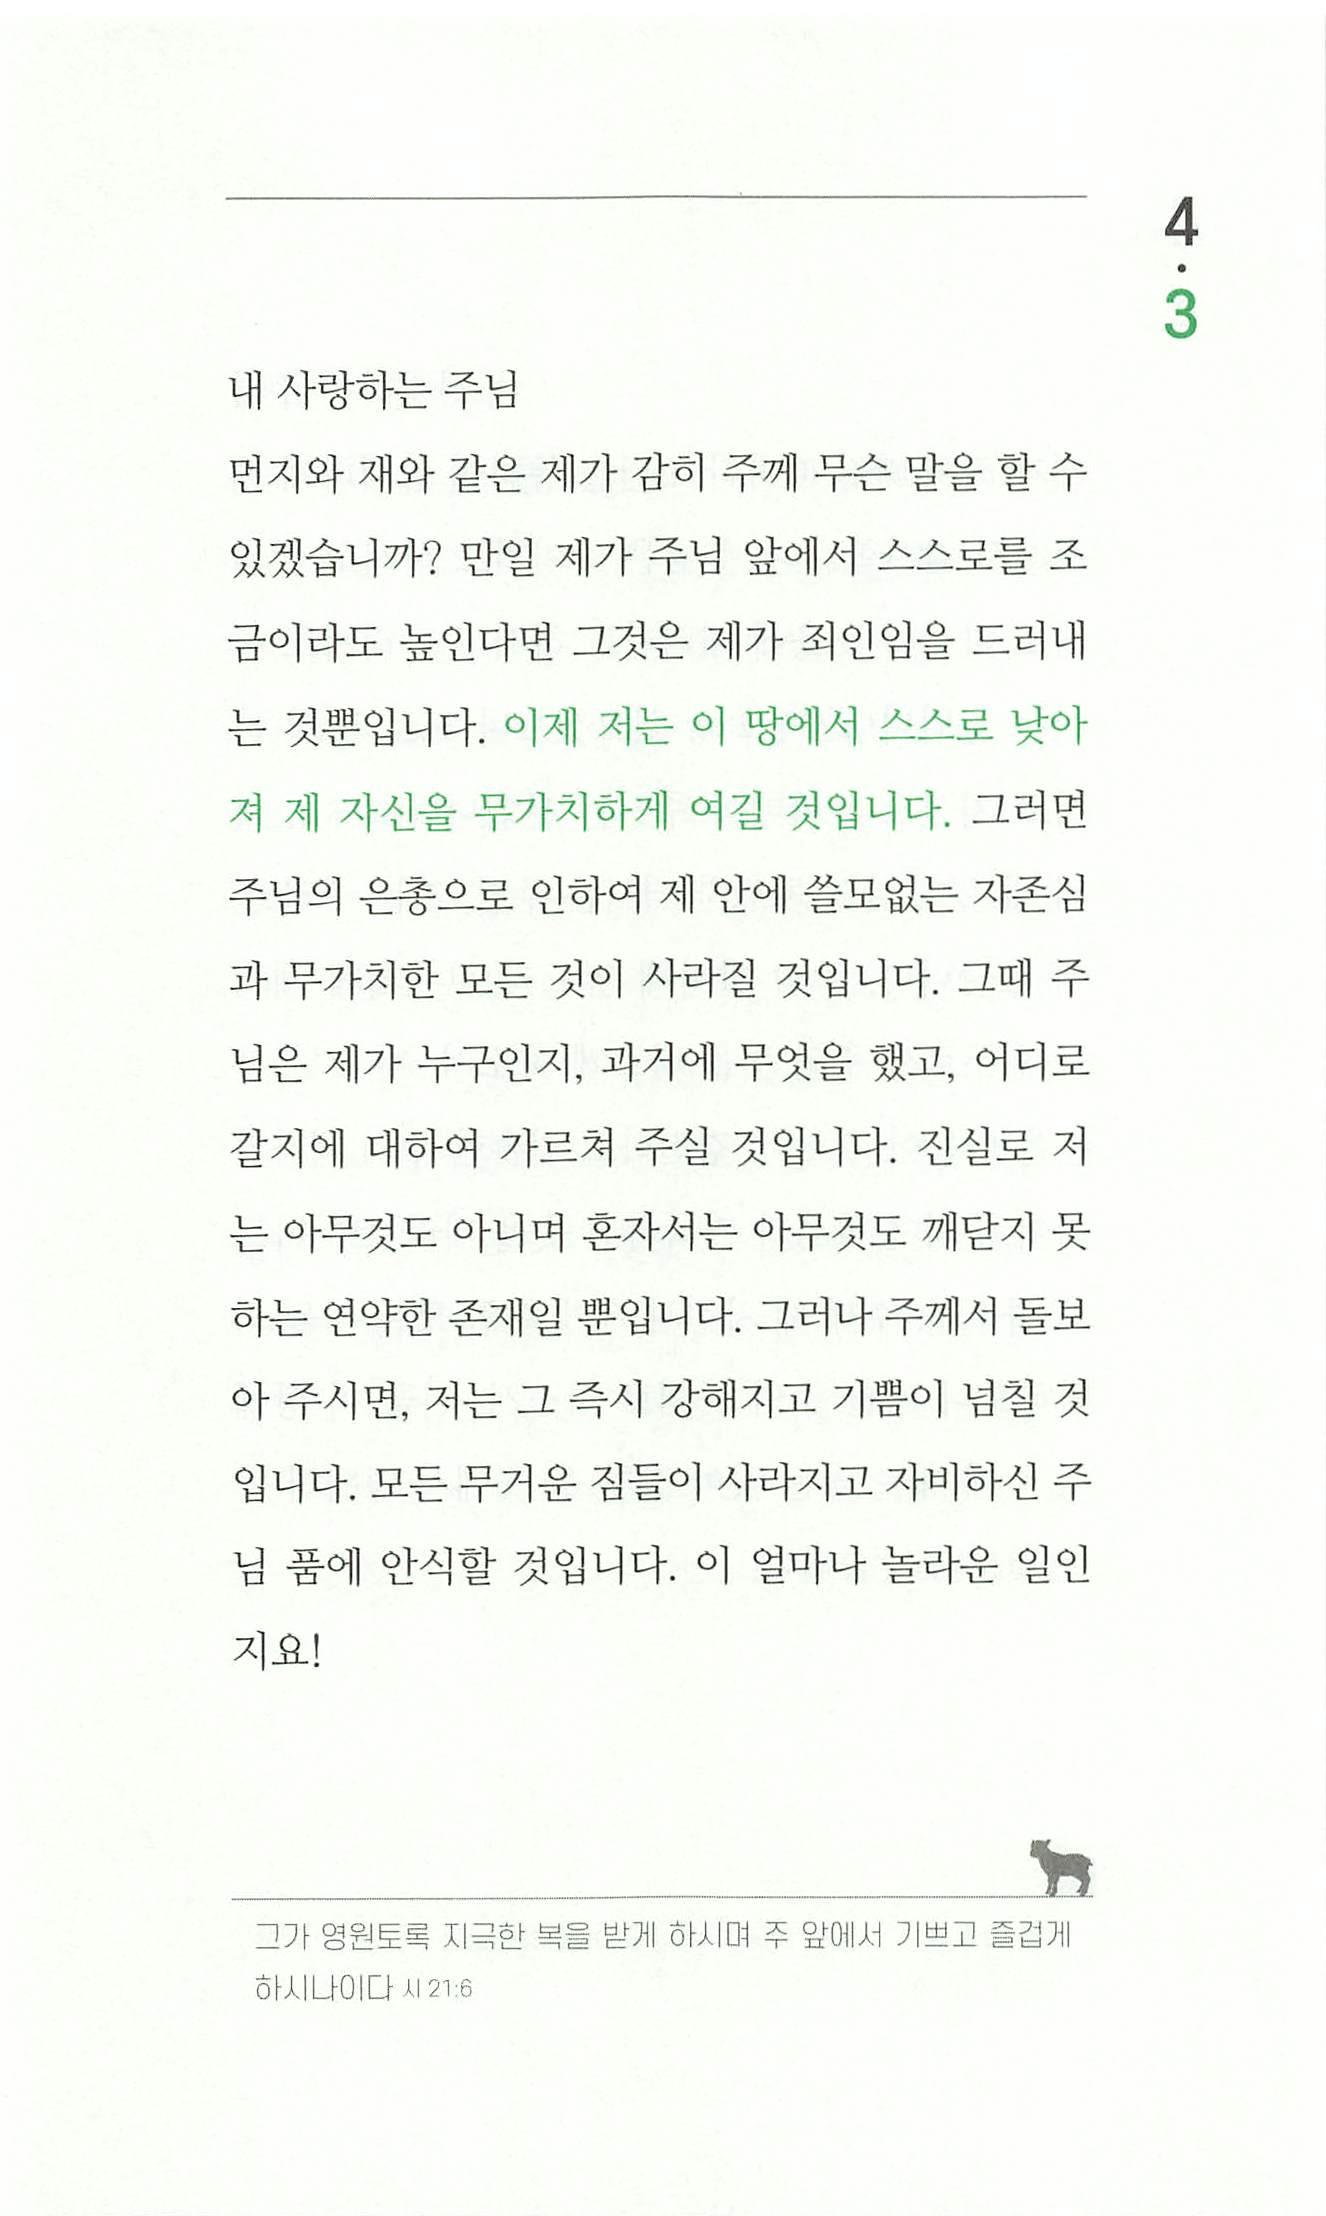 4
·
3
내 사랑하는 주님
먼지와 재와 같은 제가 감히 주께 무슨 말을 할 수
있겠습니까? 만일 제가 주님 앞에서 스스로를 조
금이라도 높인다면 그것은 제가 죄인임을 드러내
는 것뿐입니다. 이제 저는 이 땅에서 스스로 낮아
져 제 자신을 무가치하게 여길 것입니다. 그러면
주님의 은총으로 인하여 제 안에 쓸모없는 자존심
과 무가치한 모든 것이 사라질 것입니다. 그때 주
님은 제가 누구인지, 과거에 무엇을 했고, 어디로
갈지에 대하여 가르쳐 주실 것입니다. 진실로 저
는 아무것도 아니며 혼자서는 아무것도 깨닫지 못
하는 연약한 존재일 뿐입니다. 그러나 주께서 돌보
아 주시면, 저는 그 즉시 강해지고 기쁨이 넘칠 것
입니다. 모든 무거운 짐들이 사라지고 자비하신 주
님 품에 안식할 것입니다. 이 얼마나 놀라운 일인
지요!
그가 영원토록 지극한 복을 받게 하시며 주 앞에서 기쁘고 즐겁게
하시나이다 시 21:6